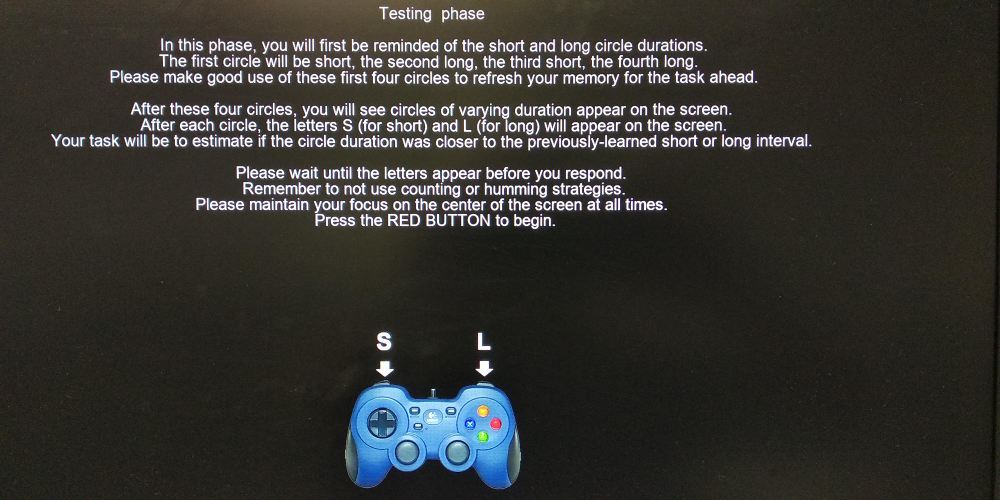 Testing phase
In this phase, you will first be reminded of the short and long circle durations.
The first circle will be short, the second long, the third short, the fourth long.
Please make good use of these first four circles to refresh your memory for the task ahead.
After these four circles, you will see circles of varying duration appear on the screen.
After each circle, the letters S (for short) and L (for long) will appear on the screen.
Your task will be to estimate if the circle duration was closer to the previously-learned short or long interval.
Please wait until the letters appear before you respond.
Remember to not use counting or humming strategies.
Please maintain your focus on the center of the screen at all times.
Press the RED BUTTON to begin.
S L
X